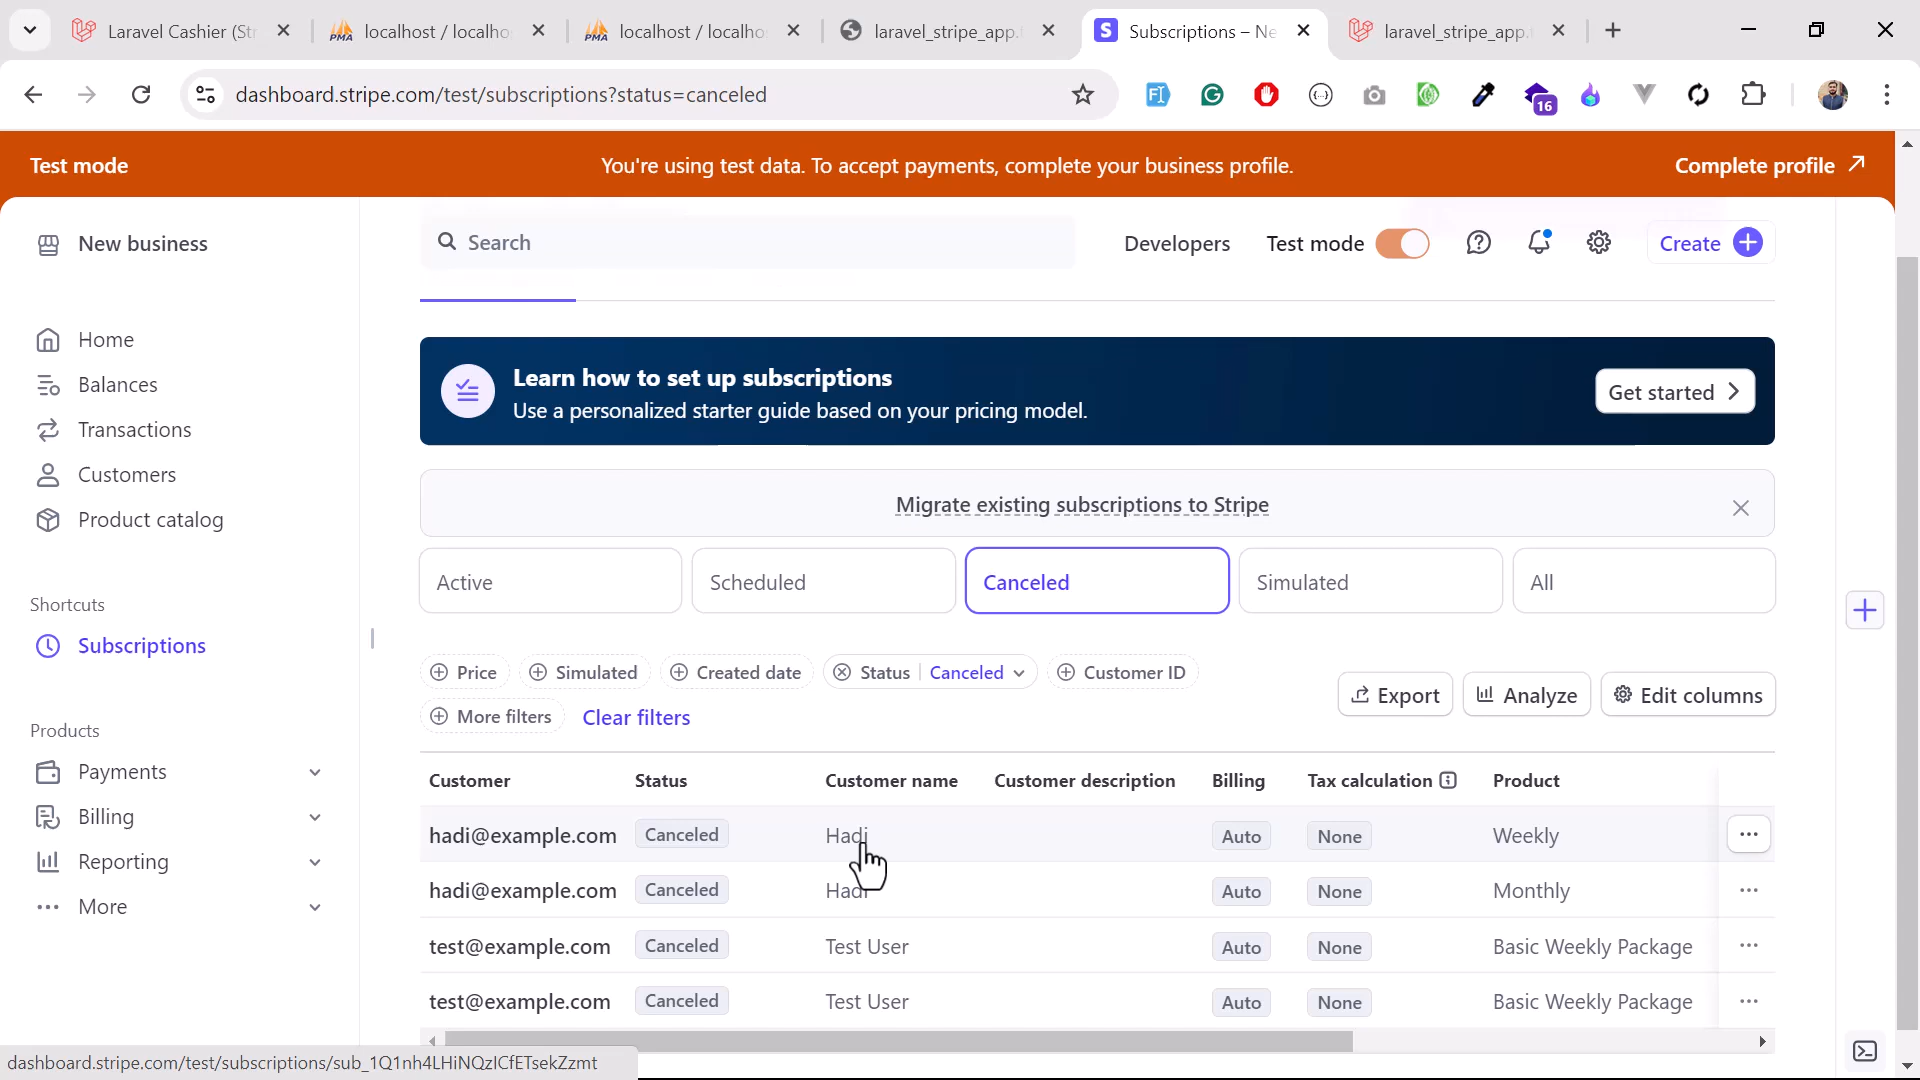 Laravel Cashier (Str
localhost / localho
localhost / localho
laravel_stripe_app.
Subscriptions – Ne
laravel_stripe_app.
dashboard.stripe.com/test/subscriptions?status=canceled
16
Test mode
You're using test data. To accept payments, complete your business profile.
Complete profile
New business
Search
Developers
Test mode
Create
Home
Balances
Transactions
Customers
Product catalog
Shortcuts
Subscriptions
Products
Payments
Billing
Reporting
More
Learn how to set up subscriptions
Use a personalized starter guide based on your pricing model.
Get started
Migrate existing subscriptions to Stripe
Active
Scheduled
Canceled
Simulated
All
Price
Simulated
Created date
Status
Canceled
Customer ID
More filters
Clear filters
Export
Analyze
Edit columns
Customer Status Customer name Customer description Billing Tax calculation Product
hadi@example.com Canceled Hadi Auto None Weekly
hadi@example.com Canceled Hadi Auto None Monthly
test@example.com Canceled Test User Auto None Basic Weekly Package
test@example.com Canceled Test User Auto None Basic Weekly Package
dashboard.stripe.com/test/subscriptions/sub_1Q1nh4LHiNQzICfETsekZzmt